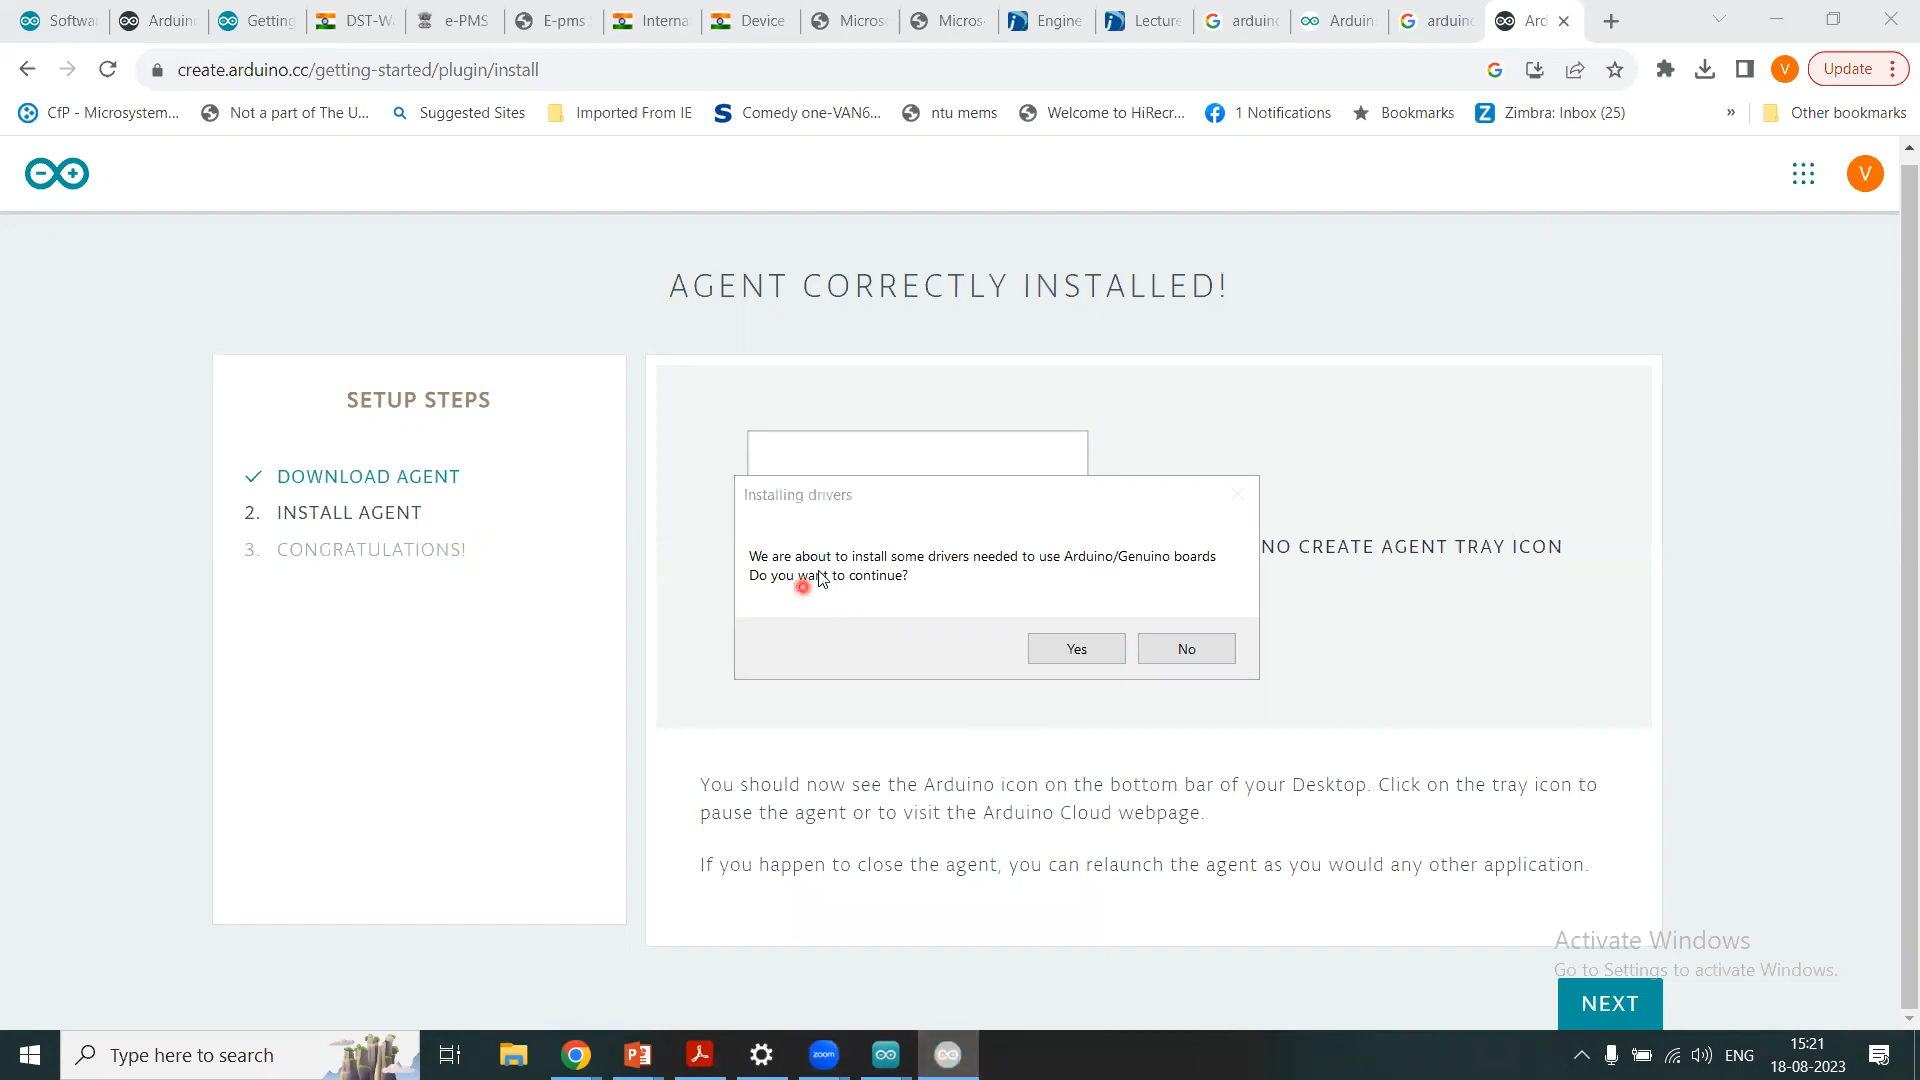 Softwa
Arduin
Getting
DST-W
e-PMS
E-pms
Interna
Device
Micros
Micros-
Engine
Lecture
arduin
Arduin
arduin
Ard
create.arduino.cc/getting-started/plugin/install
V
Update
CfP - Microsystem...
Not a part of The U...
Suggested Sites
Imported From IE
Comedy one-VAN6...
ntu mems
Welcome to HiRecr...
1 Notifications
Bookmarks
Zimbra: Inbox (25)
»
Other bookmarks
V
AGENT CORRECTLY INSTALLED!
SETUP STEPS
DOWNLOAD AGENT
2. INSTALL AGENT
3. CONGRATULATIONS!
Installing drivers
We are about to install some drivers needed to use Arduino/Genuino boards
Do you want to continue?
Yes
No
NO CREATE AGENT TRAY ICON
You should now see the Arduino icon on the bottom bar of your Desktop. Click on the tray icon to
pause the agent or to visit the Arduino Cloud webpage.
If you happen to close the agent, you can relaunch the agent as you would any other application.
Activate Windows
Go to Settings to activate Windows.
NEXT
Type here to search
zoom
ENG
15:21
18-08-2023